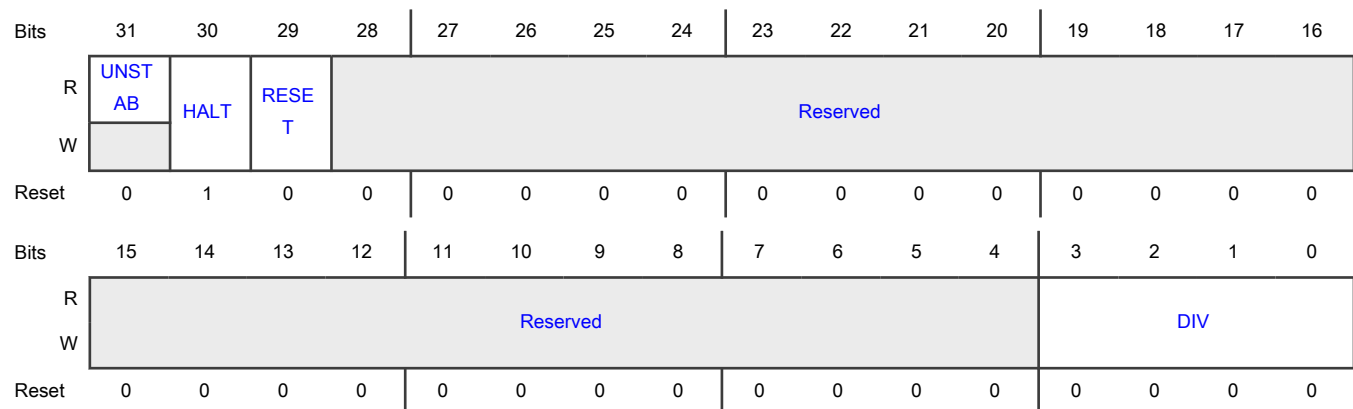 Bits 31 30 29 28 27 26 25 24 23 22 21 20 19 18 17 16
R UNST
AB HALT RESE
T Reserved
W
Reset 0 1 0 0 0 0 0 0 0 0 0 0 0 0 0 0
Bits 15 14 13 12 11 10 9 8 7 6 5 4 3 2 1 0
R
Reserved DIV
W
Reset 0 0 0 0 0 0 0 0 0 0 0 0 0 0 0 0